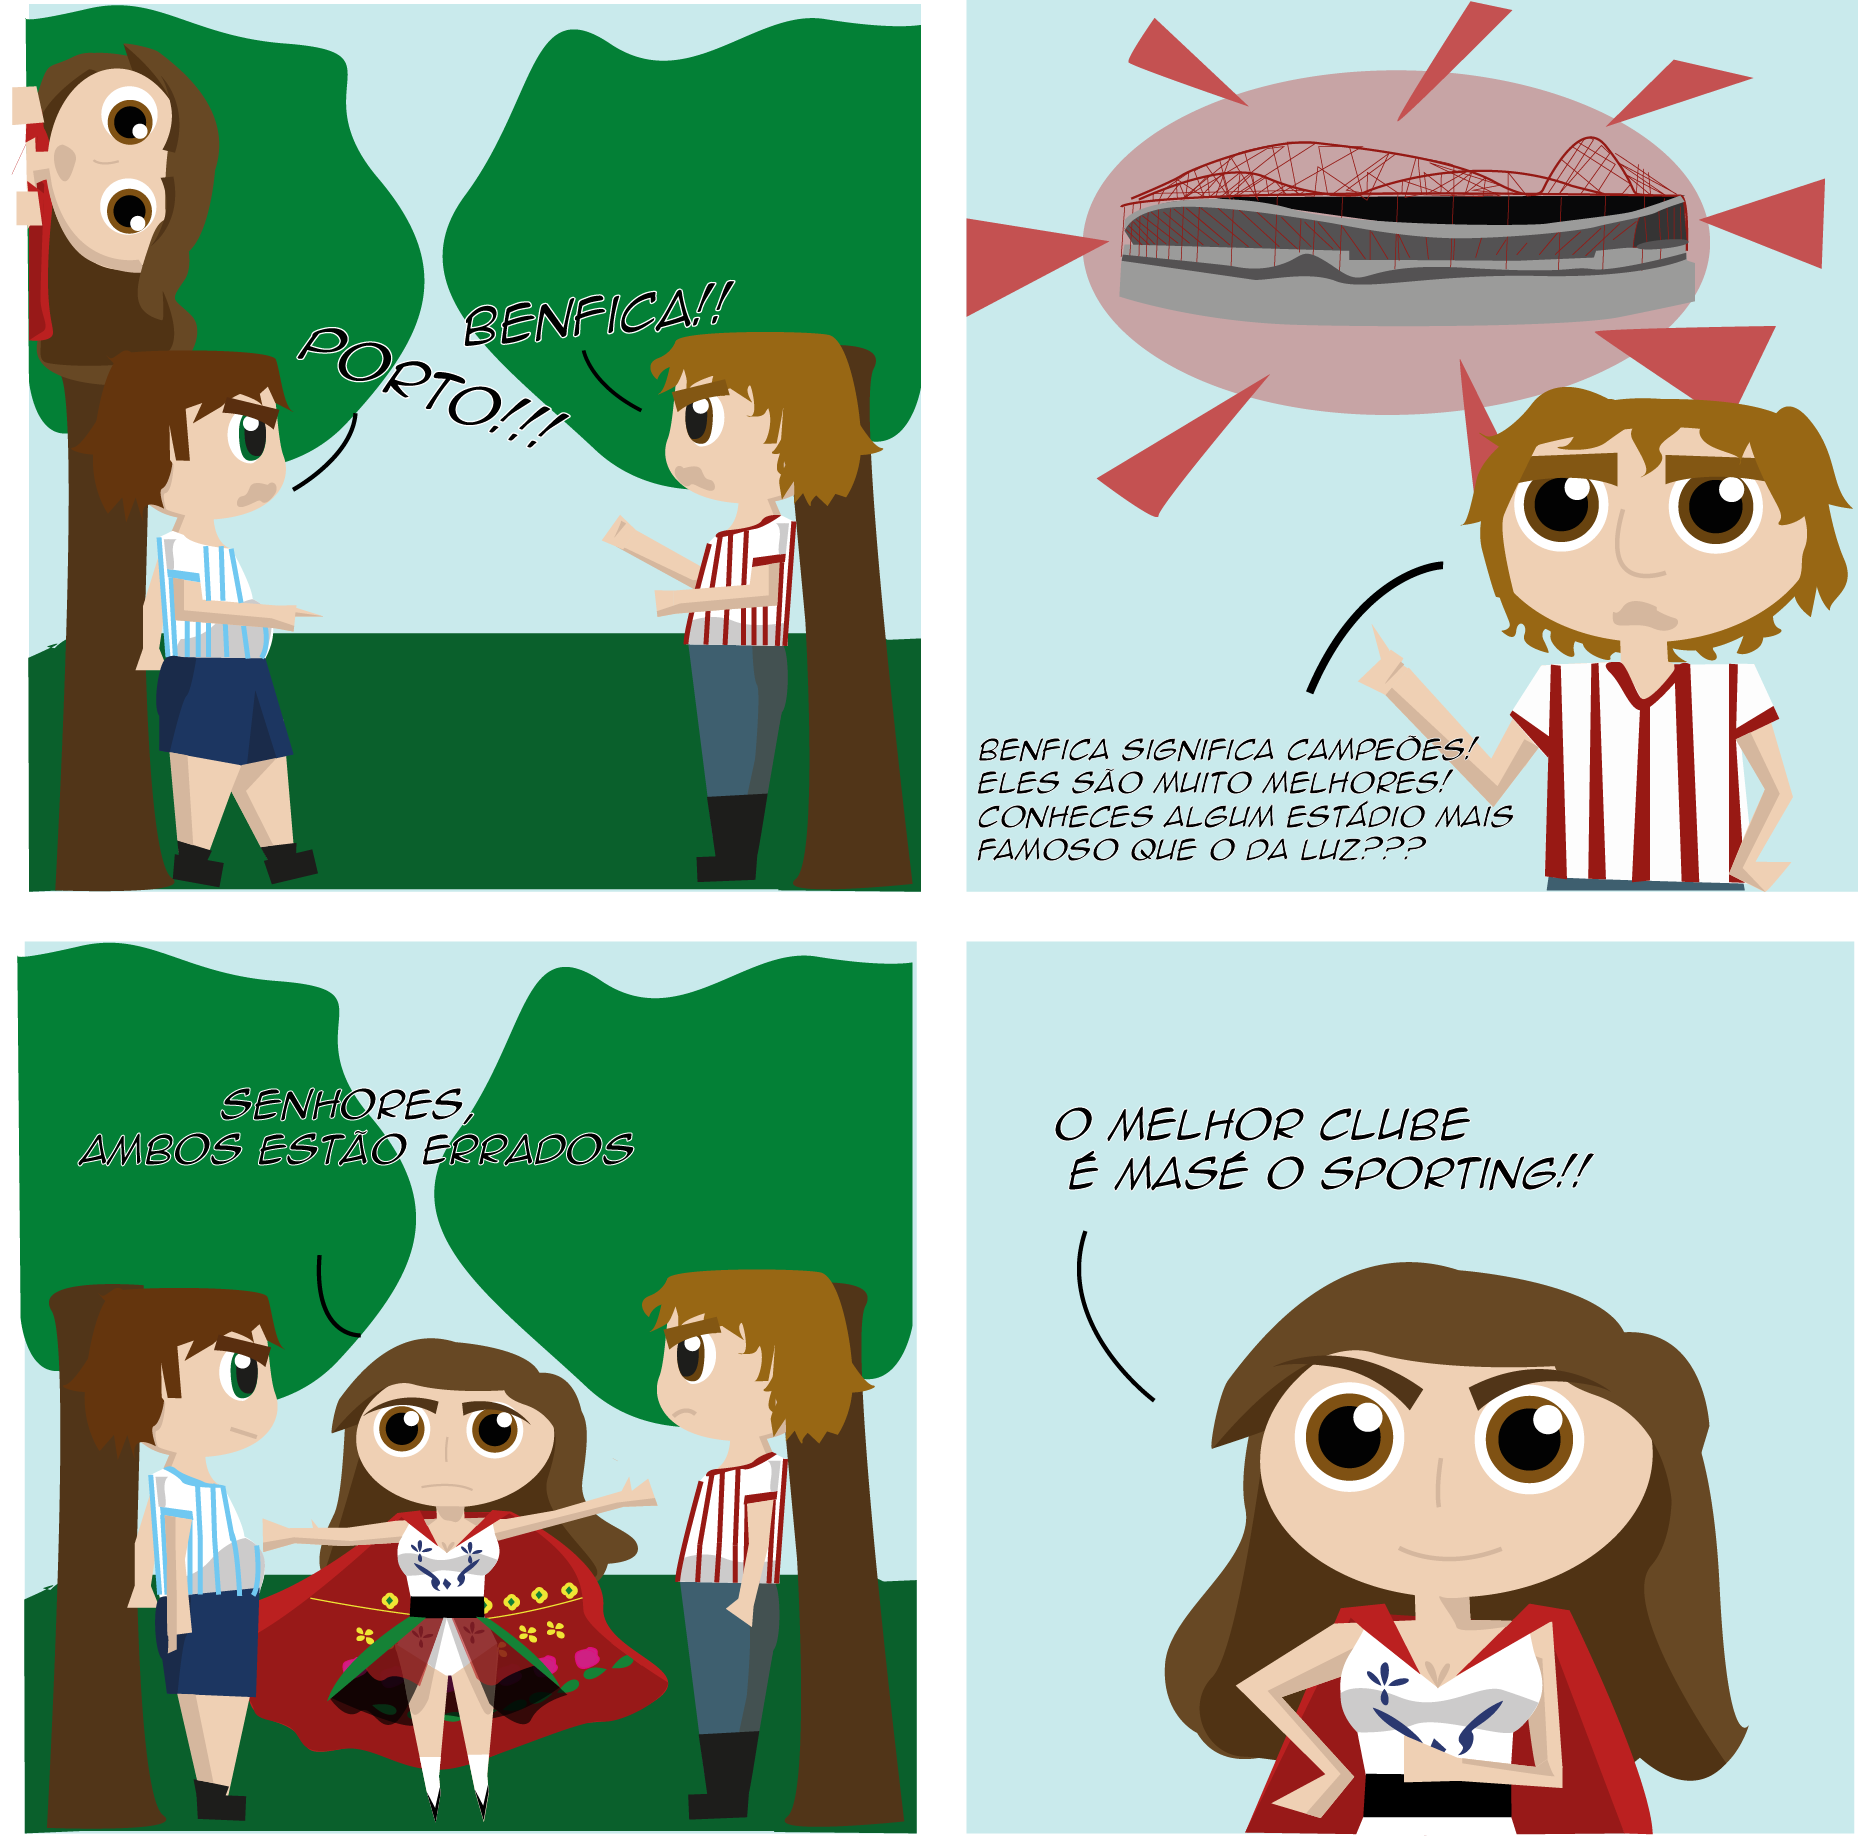 BENFICA!!
PORTO!!!
BENFICA SIGNIFICA CAMPEÕES!
ELES SÃO MUITO MELHORES!
CONHECES ALGUM ESTÁDIO MAIS
FAMOSO QUE O DA LUZ???
SENHORES,
AMBOS ESTÃO ERRADOS
O MELHOR CLUBE
É MASÉ O SPORTING!!